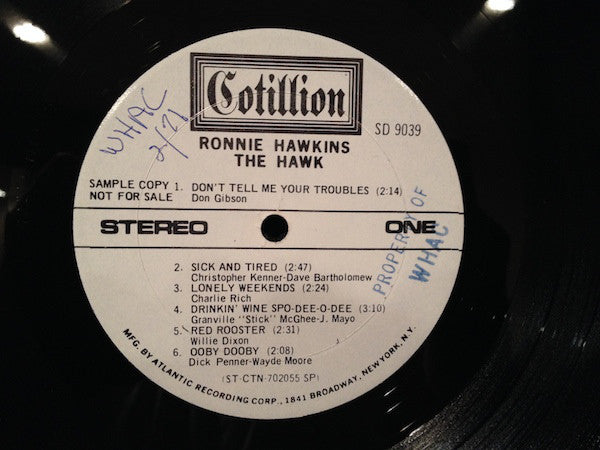 Cotillion
WHAC
2/71
SD 9039
RONNIE HAWKINS
THE HAWK
SAMPLE COPY 1. DON'T TELL ME YOUR TROUBLES (2:14)
NOT FOR SALE Don Gibson
STEREO ONE
PROPERTY OF
WHAC
2. SICK AND TIRED (2:47)
Christopher Kenner-Dave Bartholomew
3. LONELY WEEKENDS (2:24)
Charlie Rich
4. DRINKIN' WINE SPO-DEE-O-DEE (3:10)
Granville "Stick" McGhee-J. Mayo
5. RED ROOSTER (2:31)
Willie Dixon
6. OOBY DOOBY (2:08)
Dick Penner-Wayde Moore
(ST-CTN-702055 SP)
MFG. BY ATLANTIC RECORDING CORP., 1841 BROADWAY, NEW YORK, N.Y.